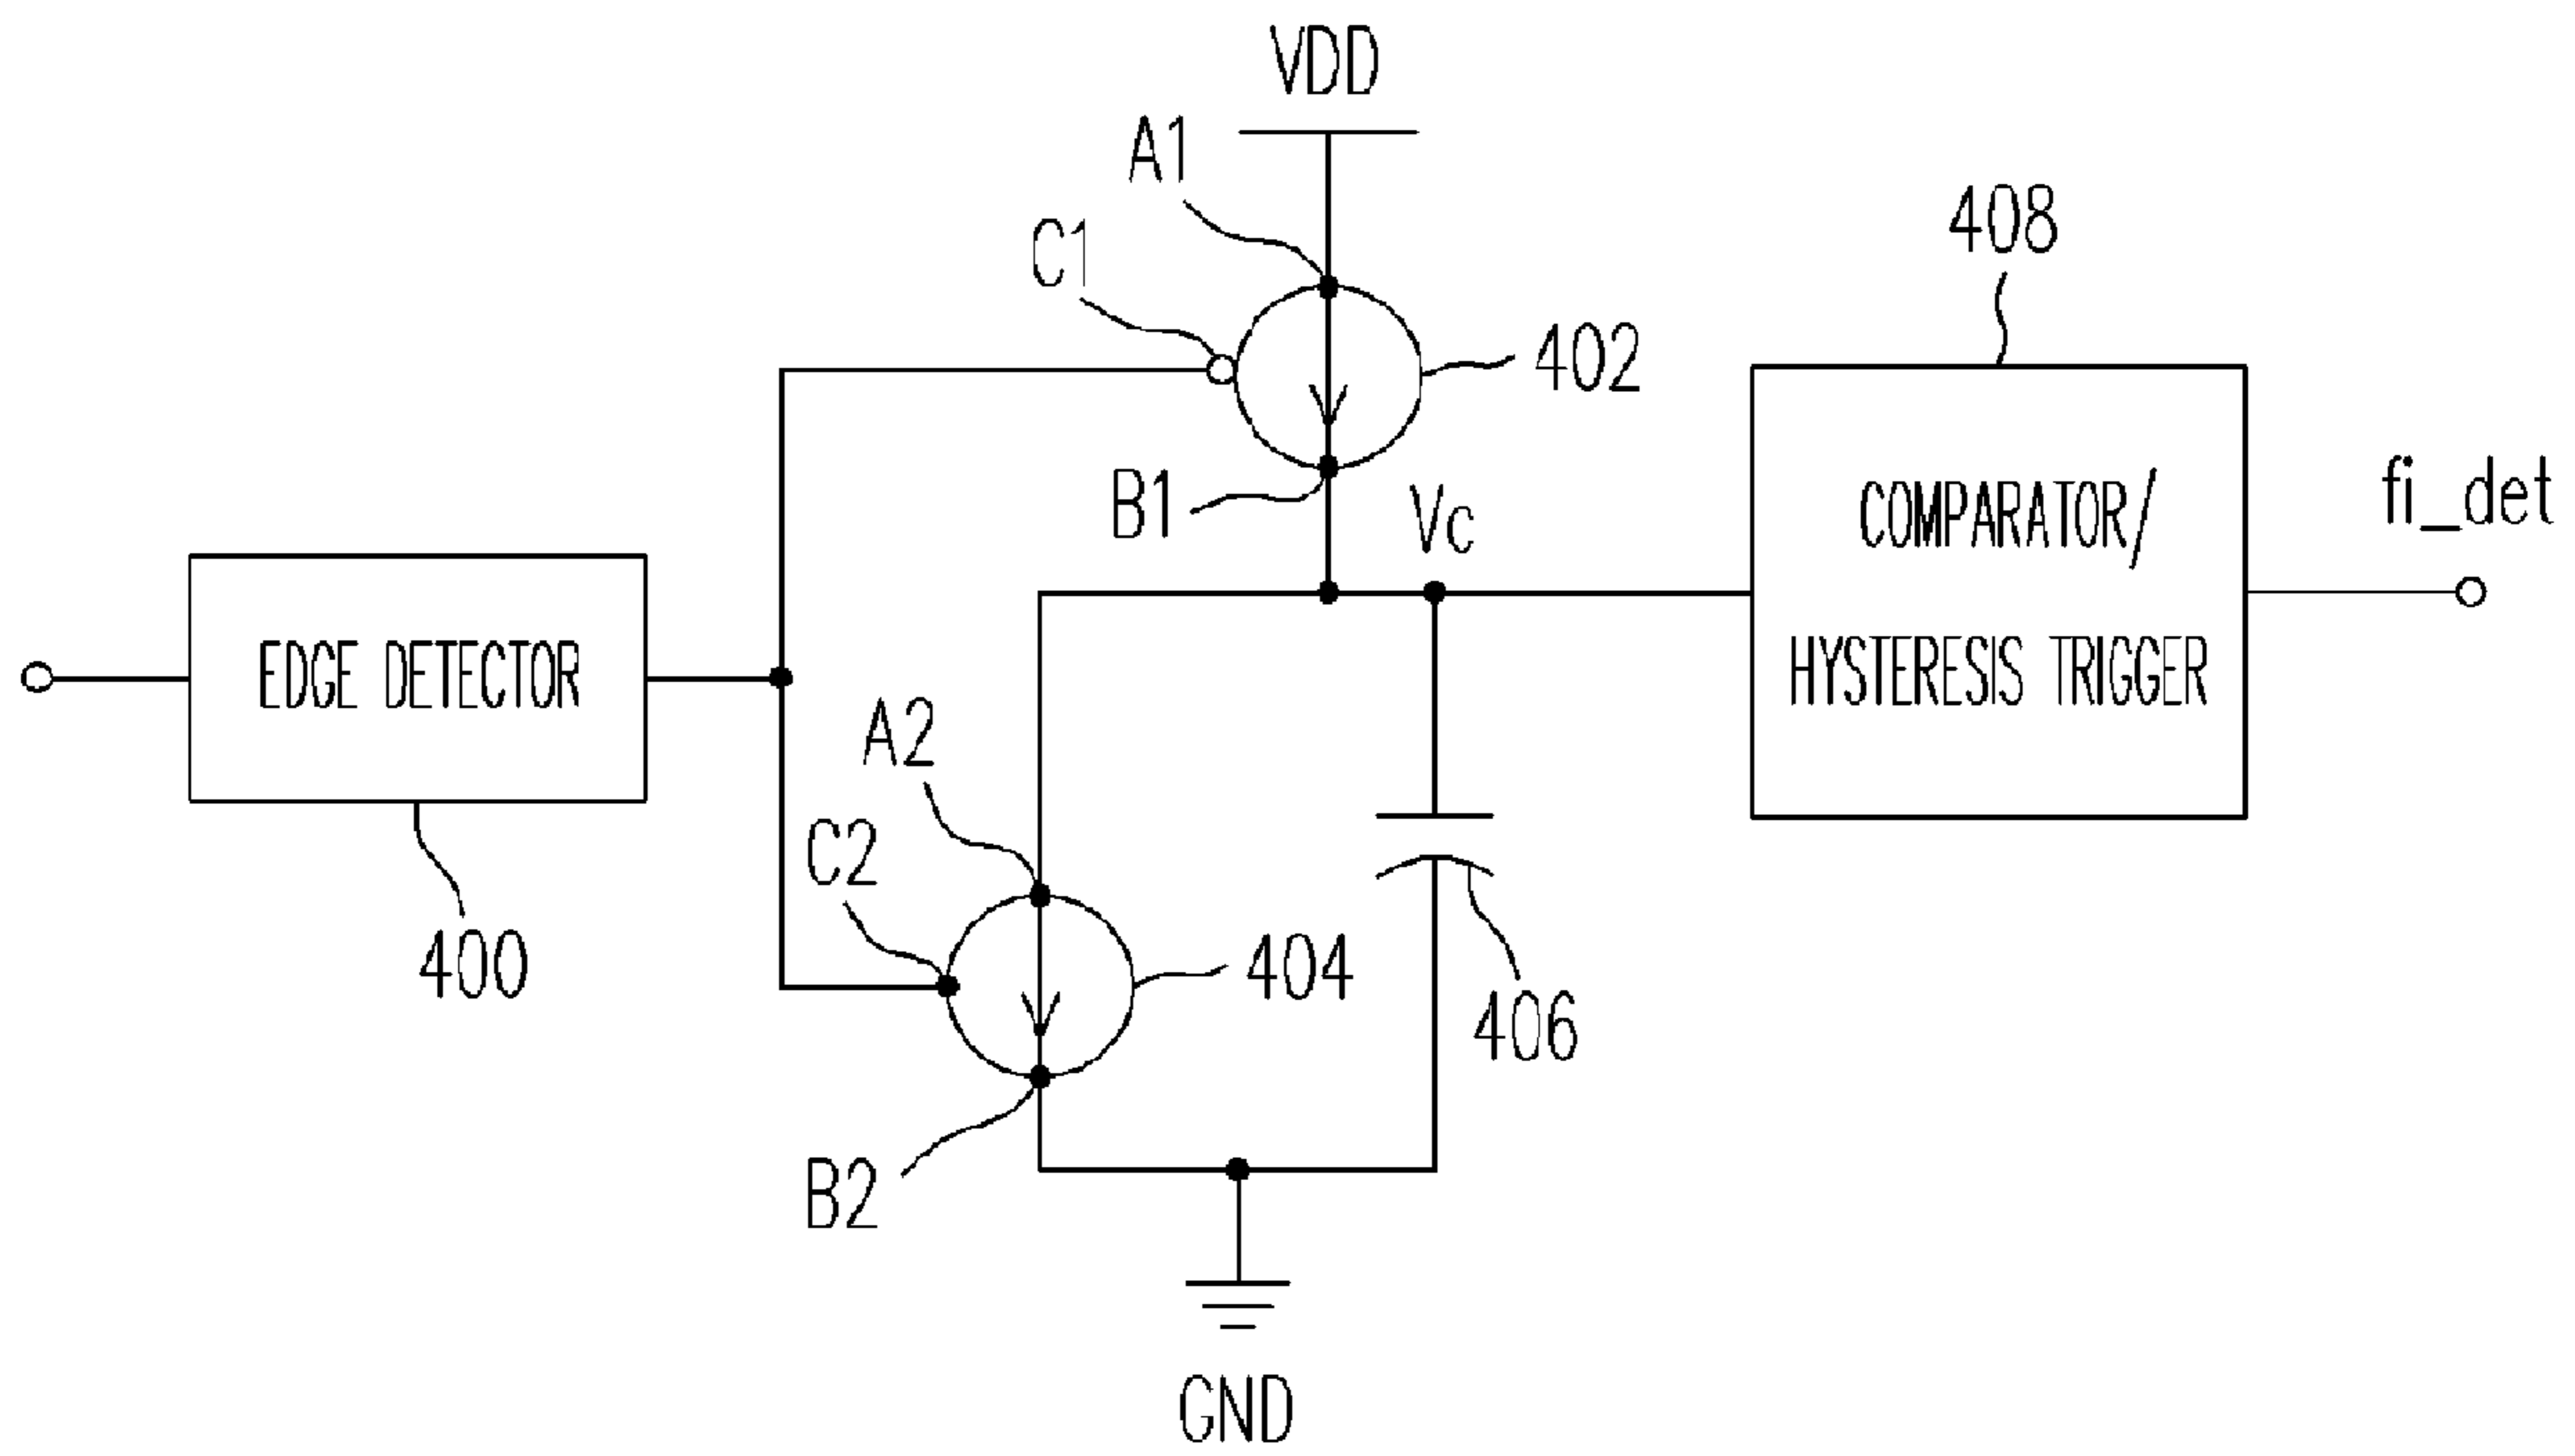 VDD
A1
C1
408
402
B1
Vc
COMPARATOR/
HYSTERESIS TRIGGER
fi_det
EDGE DETECTOR
A2
C2
400
404
406
B2
GND